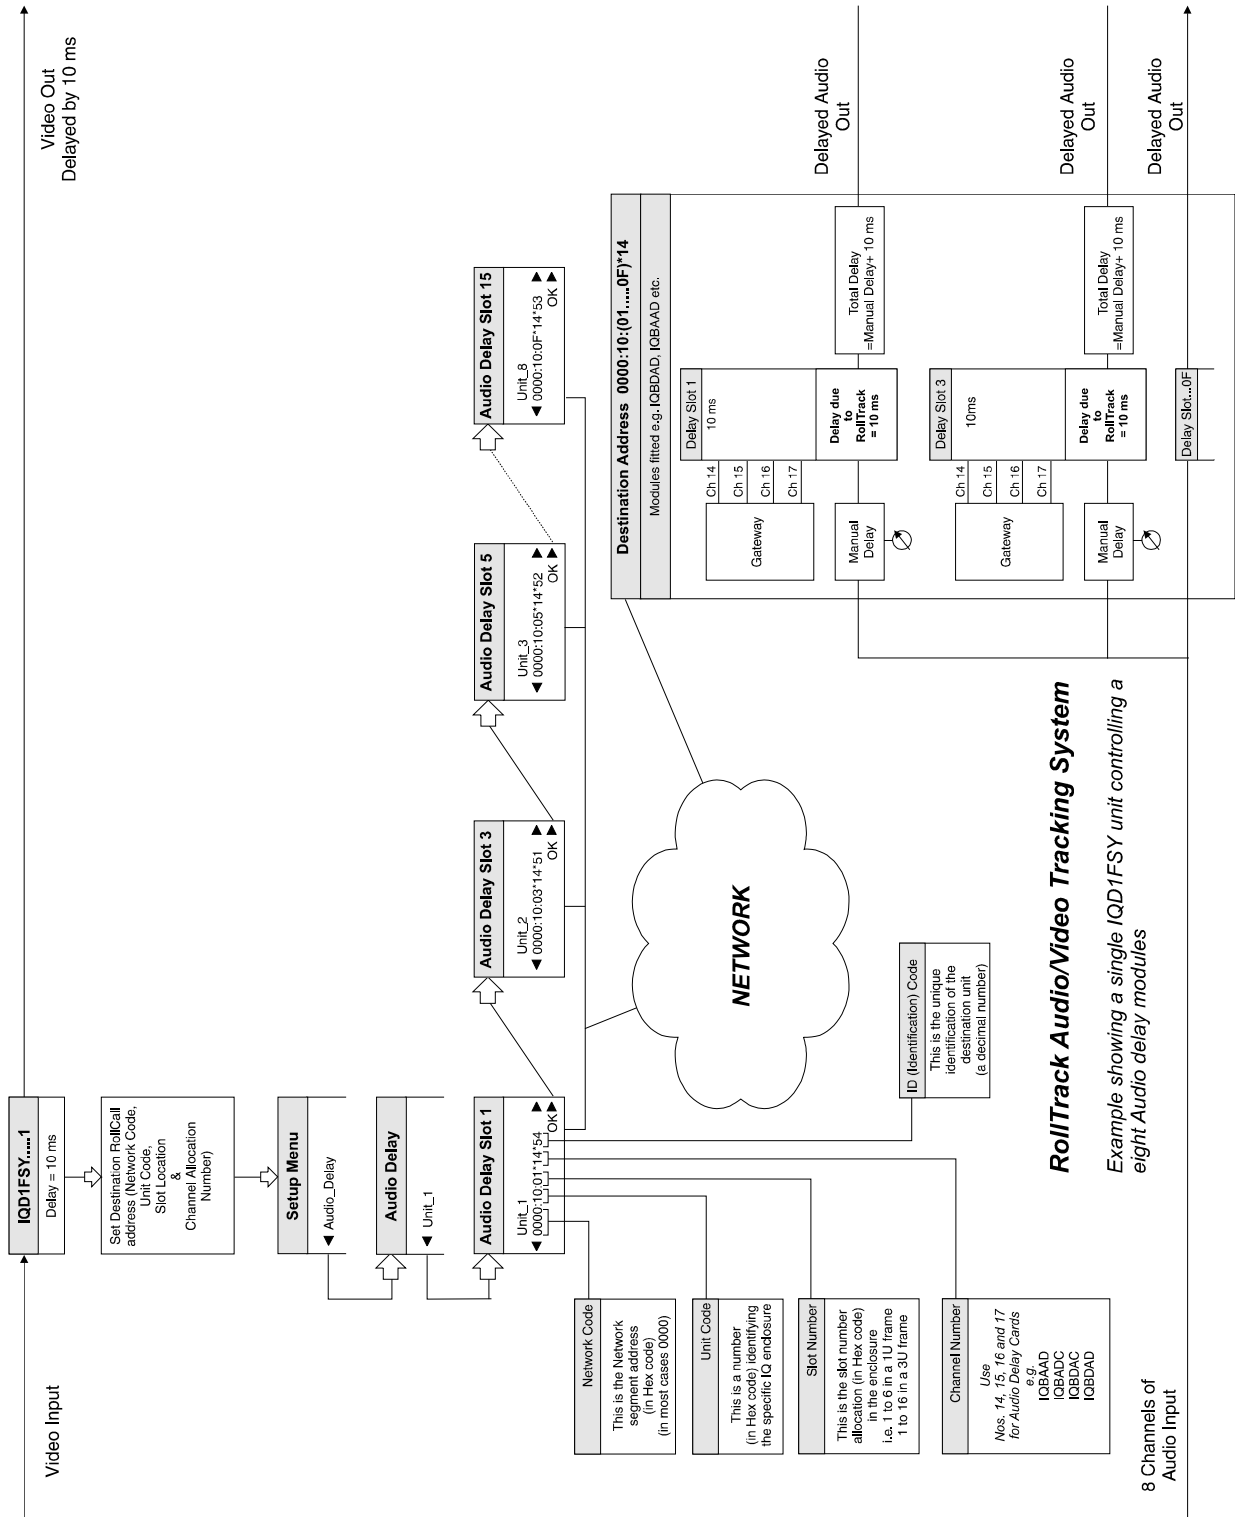 Video Input
Video Out
Delayed by 10 ms
IQD1FSY.....1
Delay = 10 ms
Set Destination RollCall
address (Network Code,
Unit Code,
Slot Location
&
Channel Allocation
Number)
Setup Menu
Audio_Delay
Audio Delay
Unit_1
Audio Delay Slot 1
Unit_1
0000:10:01*14*54
OK
Audio Delay Slot 3
Unit_2
0000:10:03*14*51
OK
Audio Delay Slot 5
Unit_3
0000:10:05*14*52
OK
Audio Delay Slot 15
Unit_8
0000:10:0F*14*53
OK
Network Code
This is the Network
segment address
(in Hex code)
(in most cases 0000)
Unit Code
This is a number
(in Hex code) identifying
the specific IQ enclosure
Slot Number
This is the slot number
allocation (in Hex code)
in the enclosure
i.e. 1 to 6 in a 1U frame
1 to 16 in a 3U frame
Channel Number
Use
Nos. 14, 15, 16 and 17
for Audio Delay Cards
e.g.
IQBAAD
IQBADC
IQBDAC
IQBDAD
ID (Identification) Code
This is the unique
identification of the
destination unit
(a decimal number)
NETWORK
Destination Address 0000:10:(01.....0F)*14
Modules fitted e.g. IQBDAD, IQBAAD etc.
Gateway
Ch 14
Ch 15
Ch 16
Ch 17
Delay Slot 1
10 ms
Manual
Delay
Delay due
to
RollTrack
= 10 ms
Total Delay
=Manual Delay+ 10 ms
Delayed Audio
Out
Gateway
Ch 14
Ch 15
Ch 16
Ch 17
Delay Slot 3
10ms
Manual
Delay
Delay due
to
RollTrack
= 10 ms
Total Delay
=Manual Delay+ 10 ms
Delayed Audio
Out
Delay Slot...0F
Delayed Audio
Out
RollTrack Audio/Video Tracking System
Example showing a single IQD1FSY unit controlling a
eight Audio delay modules
8 Channels of
Audio Input